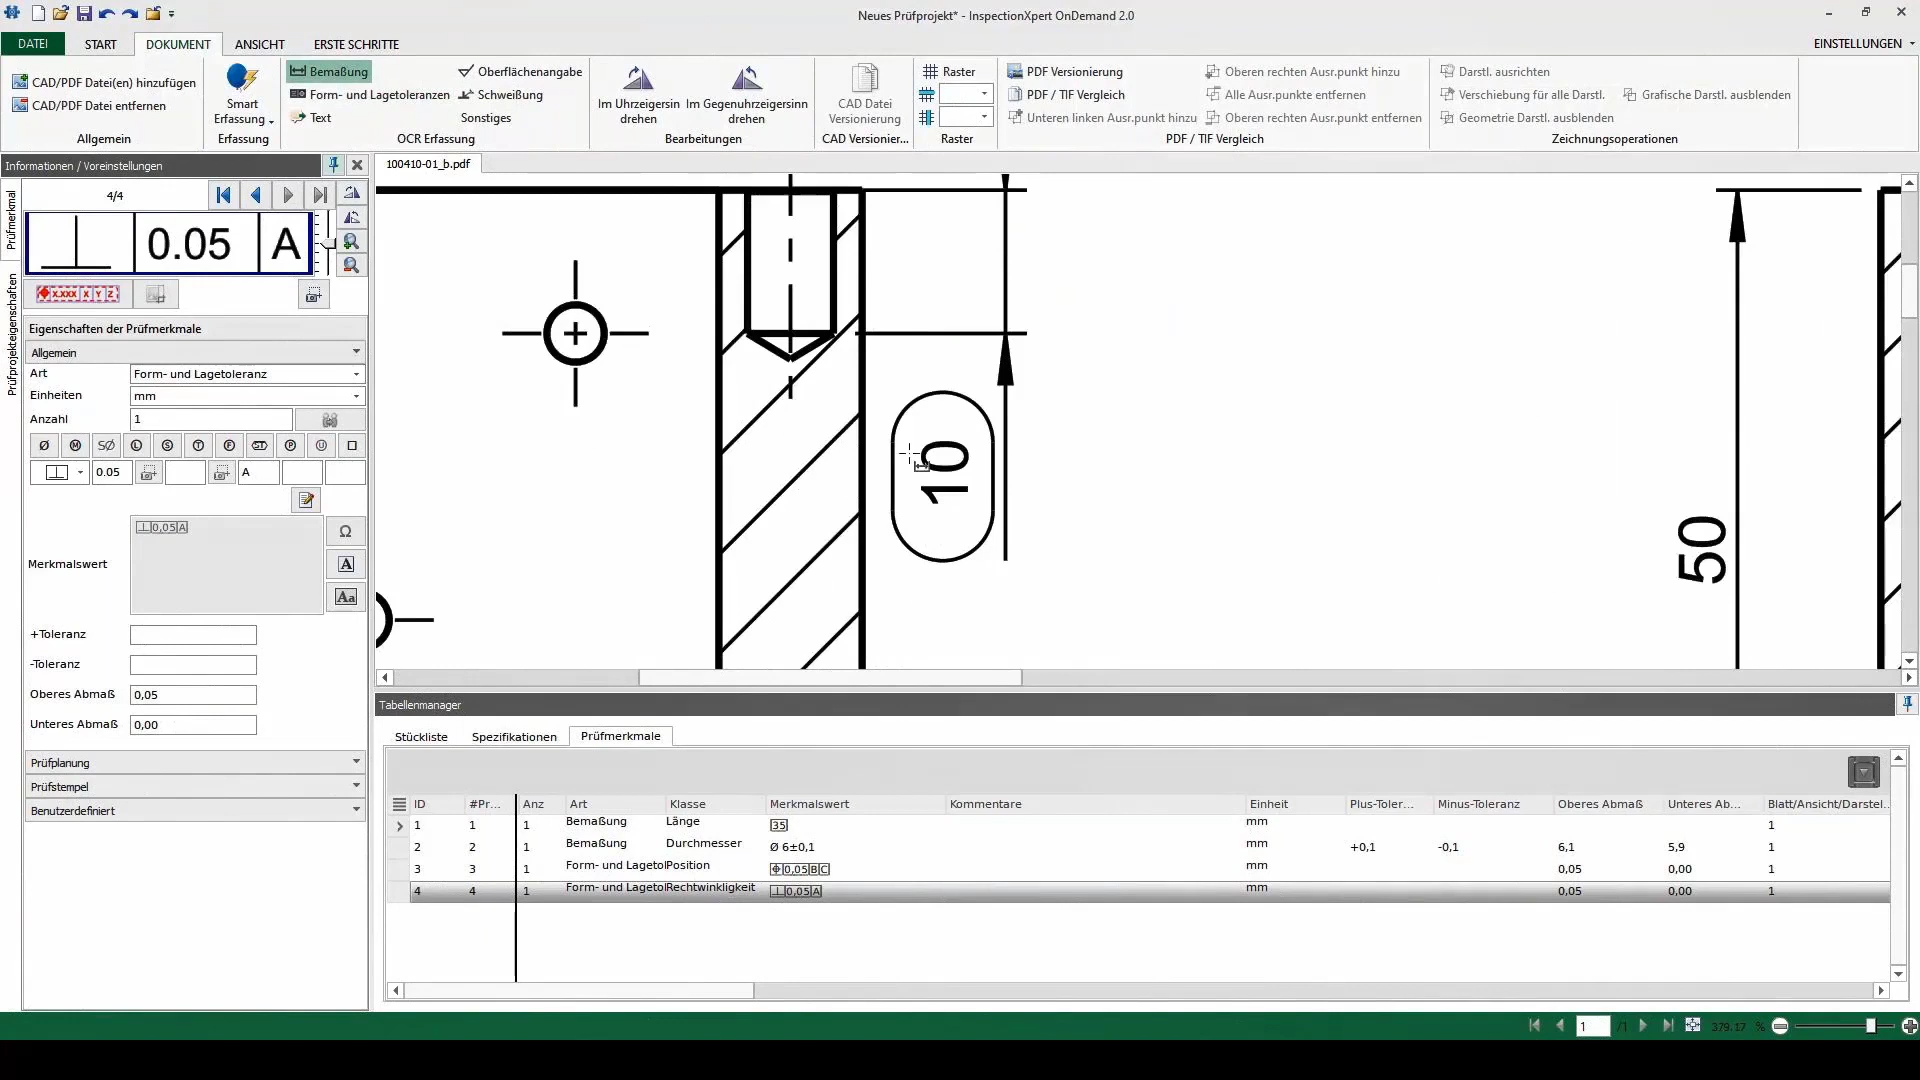 Neues Prüfprojekt* - InspectionXpert OnDemand 2.0
DATEI START DOKUMENT ANSICHT ERSTE SCHRITTE EINSTELLUNGEN
CAD/PDF Datei(en) hinzufügen
CAD/PDF Datei entfernen
Allgemein
Smart
Erfassung
Erfassung
Bemaßung
Form- und Lagetoleranzen
Text
Oberflächenangabe
Schweißung
Sonstiges
OCR Erfassung
Im Uhrzeigersin
drehen
Im Gegenuhrzeigersinn
drehen
Bearbeitungen
CAD Datei
Versionierung
CAD Versionier...
Raster
Raster
PDF Versionierung
PDF / TIF Vergleich
Unteren linken Ausr.punkt hinzu
Oberen rechten Ausr.punkt hinzu
Alle Ausr.punkte entfernen
Oberen rechten Ausr.punkt entfernen
PDF / TIF Vergleich
Darstl. ausrichten
Verschiebung für alle Darstl.
Geometrie Darstl. ausblenden
Grafische Darstl. ausblenden
Zeichnungsoperationen
Informationen / Voreinstellungen
100410-01_b.pdf
Prüfmerkmal
Prüfprojekteigenschaften
4/4
⊥ 0.05 A
X.XXX X Y Z
Eigenschaften der Prüfmerkmale
Allgemein
Art Form- und Lagetoleranz
Einheiten mm
Anzahl 1
Ø Ⓜ SØ Ⓛ Ⓢ Ⓣ Ⓕ ST Ⓟ Ⓤ
⊥ 0.05 A
Merkmalswert ⊥|0,05|A
Ω
A
Aa
+Toleranz
-Toleranz
Oberes Abmaß 0,05
Unteres Abmaß 0,00
Prüfplanung
Prüfstempel
Benutzerdefiniert
10
50
Tabellenmanager
Stückliste Spezifikationen Prüfmerkmale
ID #Pr... Anz Art Klasse Merkmalswert Kommentare Einheit Plus-Toler... Minus-Toleranz Oberes Abmaß Unteres Ab... Blatt/Ansicht/Darstel...
1 1 1 Bemaßung Länge 35 mm 1
2 2 1 Bemaßung Durchmesser Ø 6±0,1 mm +0,1 -0,1 6,1 5,9 1
3 3 1 Form- und Lagetol Position ⌖|0,05|B|C mm 0,05 0,00 1
4 4 1 Form- und Lagetol Rechtwinkligkeit ⊥|0,05|A mm 0,05 0,00 1
1 /1 379.17 %